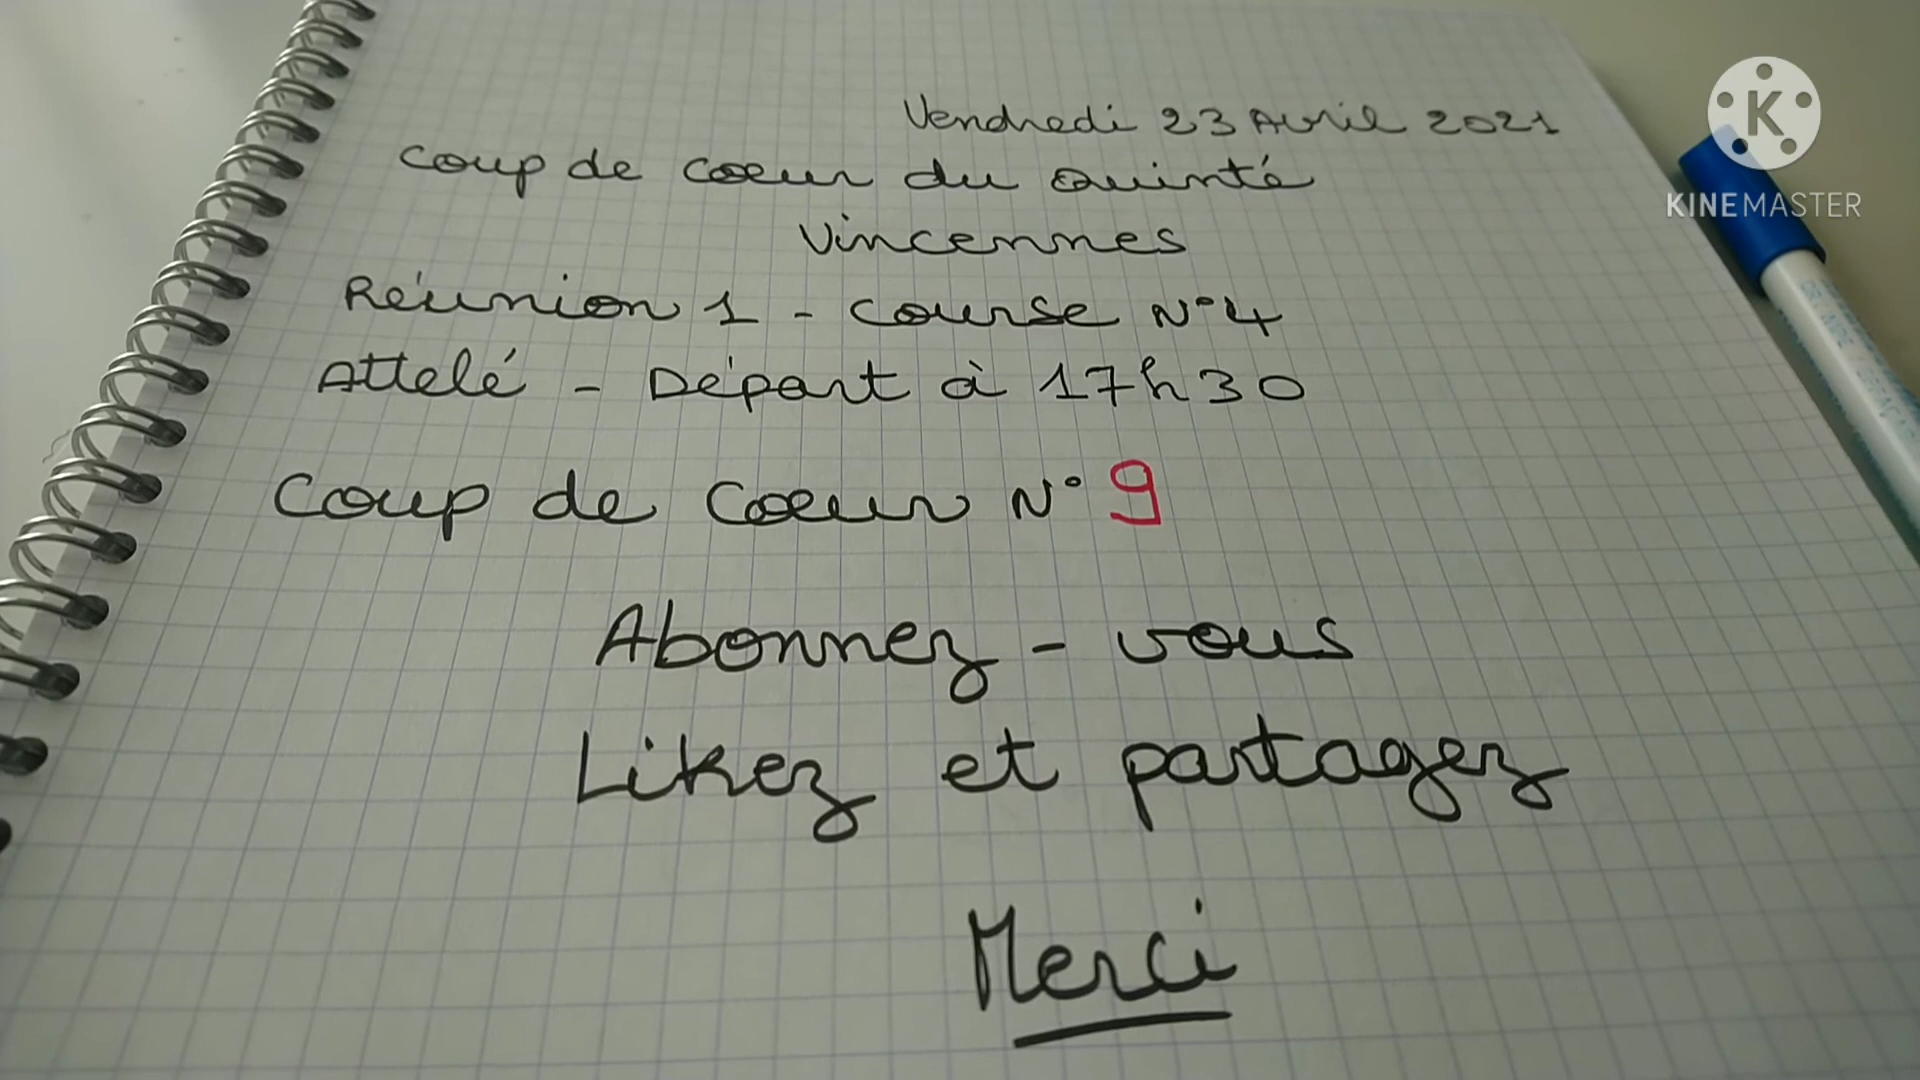 Vendredi 23 Avril 2021
Coup de coeur du Quinté
Vincennes
Réunion 1 - Course N°4
Attelé - Départ à 17h30
Coup de coeur N° 9
Abonnez-vous
Likez et partagez
Merci
KINEMASTER